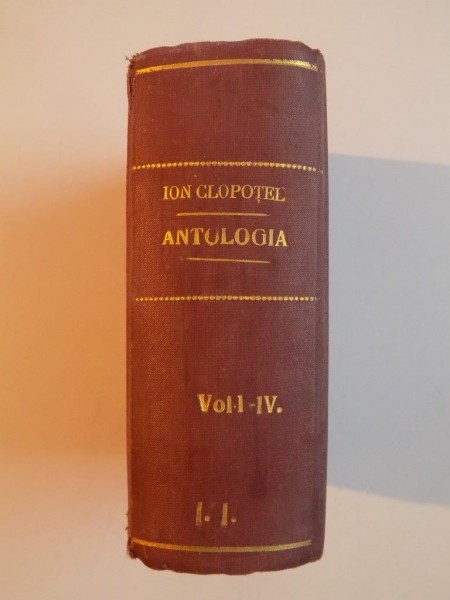 ION CLOPOȚEL
ANTOLOGIA
Vol.I-IV.
I. I.